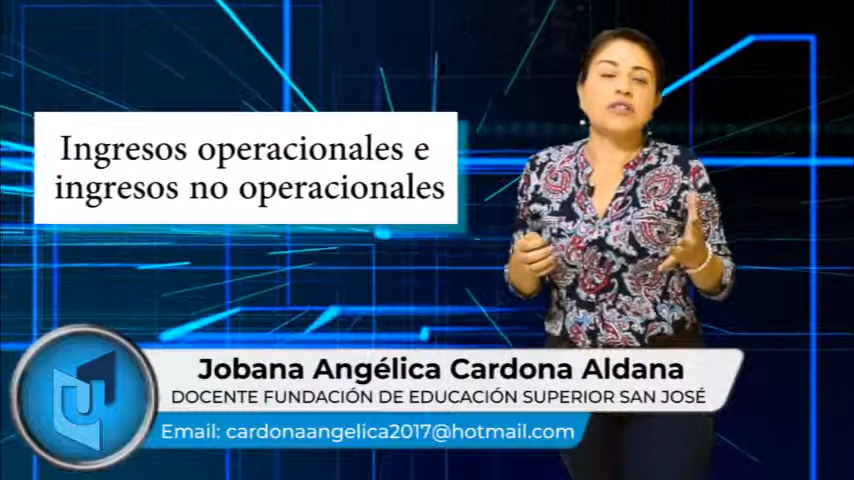 Ingresos operacionales e
ingresos no operacionales
Jobana Angélica Cardona Aldana
DOCENTE FUNDACIÓN DE EDUCACIÓN SUPERIOR SAN JOSÉ
Email: cardonaangelica2017@hotmail.com